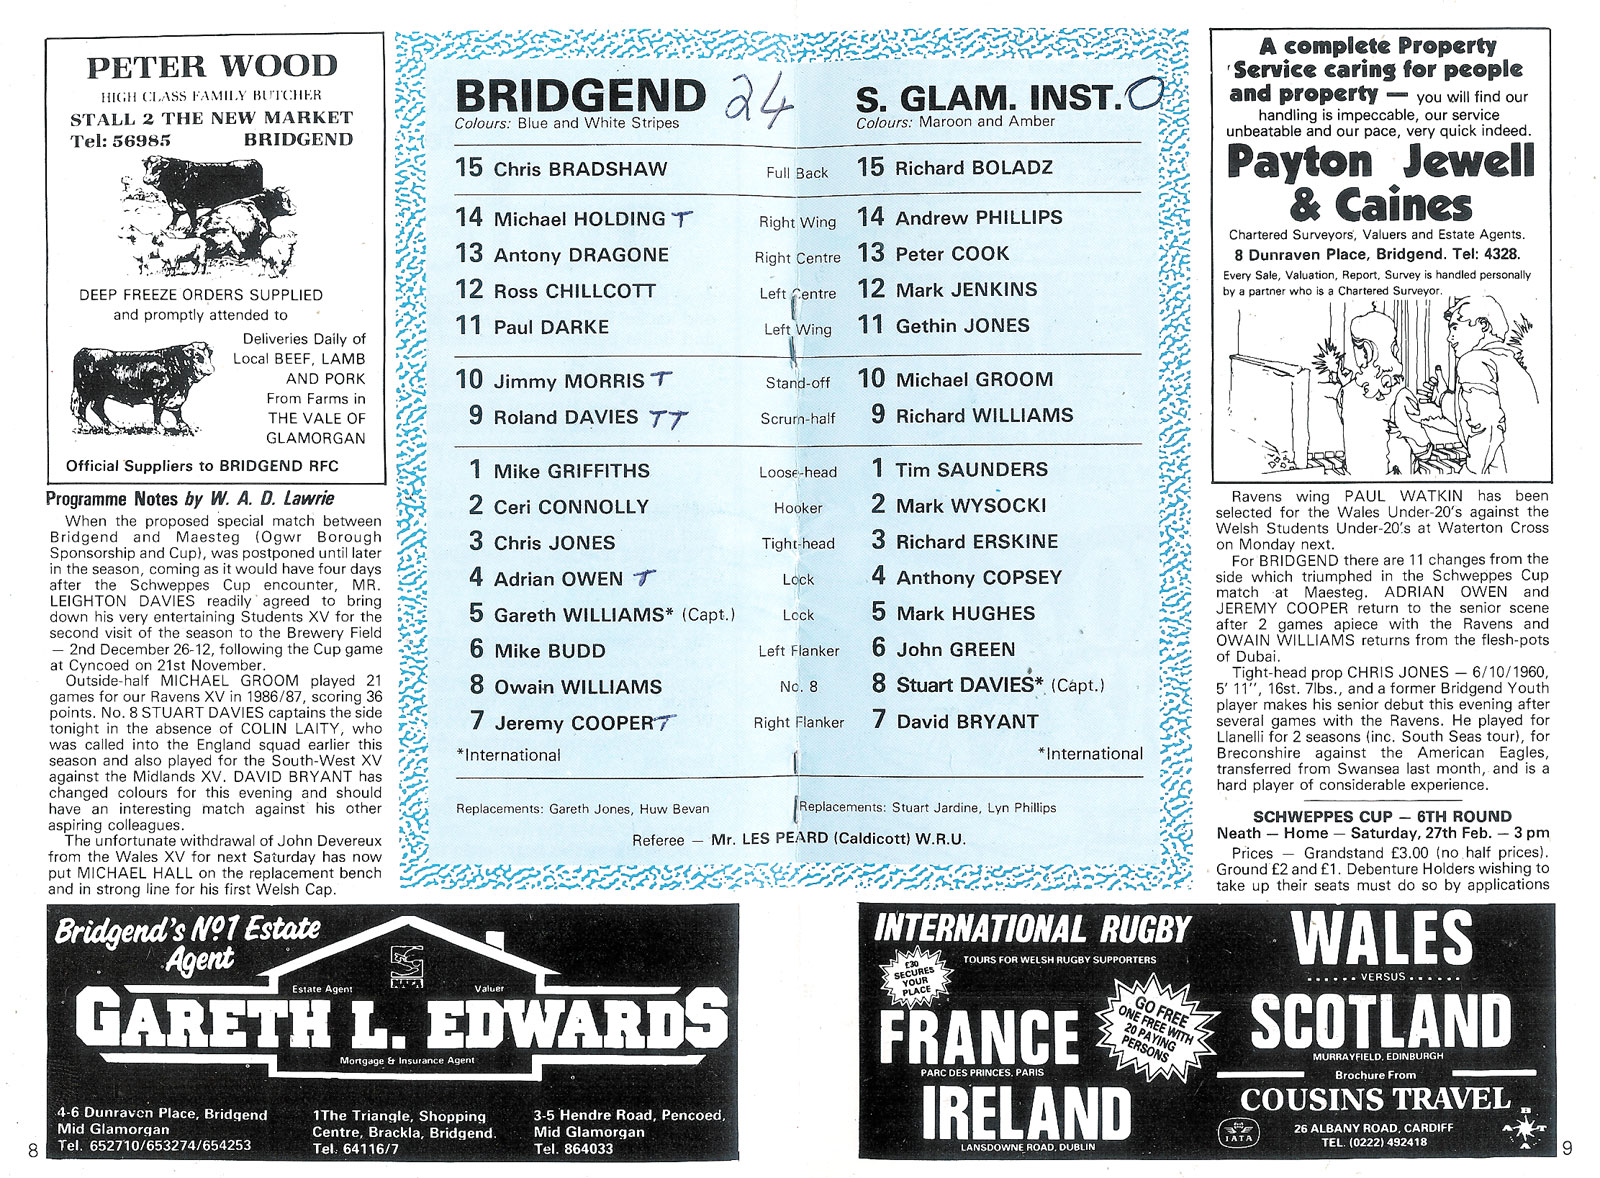 PETER WOOD
HIGH CLASS FAMILY BUTCHER
STALL 2 THE NEW MARKET
Tel: 56985 BRIDGEND
DEEP FREEZE ORDERS SUPPLIED
and promptly attended to
Deliveries Daily of
Local BEEF, LAMB
AND PORK
From Farms in
THE VALE OF
GLAMORGAN
Official Suppliers to BRIDGEND RFC
Programme Notes by W. A. D. Lawrie
When the proposed special match between
Bridgend and Maesteg (Ogwr Borough
Sponsorship and Cup), was postponed until later
in the season, coming as it would have four days
after the Schweppes Cup encounter, MR.
LEIGHTON DAVIES readily agreed to bring
down his very entertaining Students XV for the
second visit of the season to the Brewery Field
— 2nd December 26-12, following the Cup game
at Cyncoed on 21st November.
Outside-half MICHAEL GROOM played 21
games for our Ravens XV in 1986/87, scoring 36
points. No. 8 STUART DAVIES captains the side
tonight in the absence of COLIN LAITY, who
was called into the England squad earlier this
season and also played for the South-West XV
against the Midlands XV. DAVID BRYANT has
changed colours for this evening and should
have an interesting match against his other
aspiring colleagues.
The unfortunate withdrawal of John Devereux
from the Wales XV for next Saturday has now
put MICHAEL HALL on the replacement bench
and in strong line for his first Welsh Cap.
BRIDGEND 24 S. GLAM. INST. 0
Colours: Blue and White Stripes Colours: Maroon and Amber
15 Chris BRADSHAW Full Back 15 Richard BOLADZ
14 Michael HOLDING T Right Wing 14 Andrew PHILLIPS
13 Antony DRAGONE Right Centre 13 Peter COOK
12 Ross CHILLCOTT Left Centre 12 Mark JENKINS
11 Paul DARKE Left Wing 11 Gethin JONES
10 Jimmy MORRIS T Stand-off 10 Michael GROOM
9 Roland DAVIES TT Scrum-half 9 Richard WILLIAMS
1 Mike GRIFFITHS Loose-head 1 Tim SAUNDERS
2 Ceri CONNOLLY Hooker 2 Mark WYSOCKI
3 Chris JONES Tight-head 3 Richard ERSKINE
4 Adrian OWEN T Lock 4 Anthony COPSEY
5 Gareth WILLIAMS* (Capt.) Lock 5 Mark HUGHES
6 Mike BUDD Left Flanker 6 John GREEN
8 Owain WILLIAMS No. 8 8 Stuart DAVIES* (Capt.)
7 Jeremy COOPER T Right Flanker 7 David BRYANT
*International *International
Replacements: Gareth Jones, Huw Bevan Replacements: Stuart Jardine, Lyn Phillips
Referee — Mr. LES PEARD (Caldicott) W.R.U.
A complete Property
Service caring for people
and property — you will find our
handling is impeccable, our service
unbeatable and our pace, very quick indeed.
Payton Jewell
& Caines
Chartered Surveyors, Valuers and Estate Agents.
8 Dunraven Place, Bridgend. Tel: 4328.
Every Sale, Valuation, Report, Survey is handled personally
by a partner who is a Chartered Surveyor.
Ravens wing PAUL WATKIN has been
selected for the Wales Under-20's against the
Welsh Students Under-20's at Waterton Cross
on Monday next.
For BRIDGEND there are 11 changes from the
side which triumphed in the Schweppes Cup
match at Maesteg. ADRIAN OWEN and
JEREMY COOPER return to the senior scene
after 2 games apiece with the Ravens and
OWAIN WILLIAMS returns from the flesh-pots
of Dubai.
Tight-head prop CHRIS JONES — 6/10/1960,
5' 11", 16st. 7lbs., and a former Bridgend Youth
player makes his senior debut this evening after
several games with the Ravens. He played for
Llanelli for 2 seasons (inc. South Seas tour), for
Breconshire against the American Eagles,
transferred from Swansea last month, and is a
hard player of considerable experience.
SCHWEPPES CUP — 6TH ROUND
Neath — Home — Saturday, 27th Feb. — 3 pm
Prices — Grandstand £3.00 (no half prices).
Ground £2 and £1. Debenture Holders wishing to
take up their seats must do so by applications
Bridgend's No1 Estate
Agent
NAEA
Estate Agent Valuer
GARETH L. EDWARDS
Mortgage & Insurance Agent
4-6 Dunraven Place, Bridgend
Mid Glamorgan
Tel. 652710/653274/654253
1The Triangle, Shopping
Centre, Brackla, Bridgend.
Tel. 64116/7
3-5 Hendre Road, Pencoed,
Mid Glamorgan
Tel. 864033
8
INTERNATIONAL RUGBY
TOURS FOR WELSH RUGBY SUPPORTERS
£30
SECURES
YOUR
PLACE
GO FREE
ONE FREE WITH
20 PAYING
PERSONS
FRANCE
PARC DES PRINCES, PARIS
IRELAND
LANSDOWNE ROAD, DUBLIN
WALES
VERSUS
SCOTLAND
MURRAYFIELD, EDINBURGH
Brochure From
COUSINS TRAVEL
IATA
26 ALBANY ROAD, CARDIFF
TEL. (0222) 492418
A B T A
9